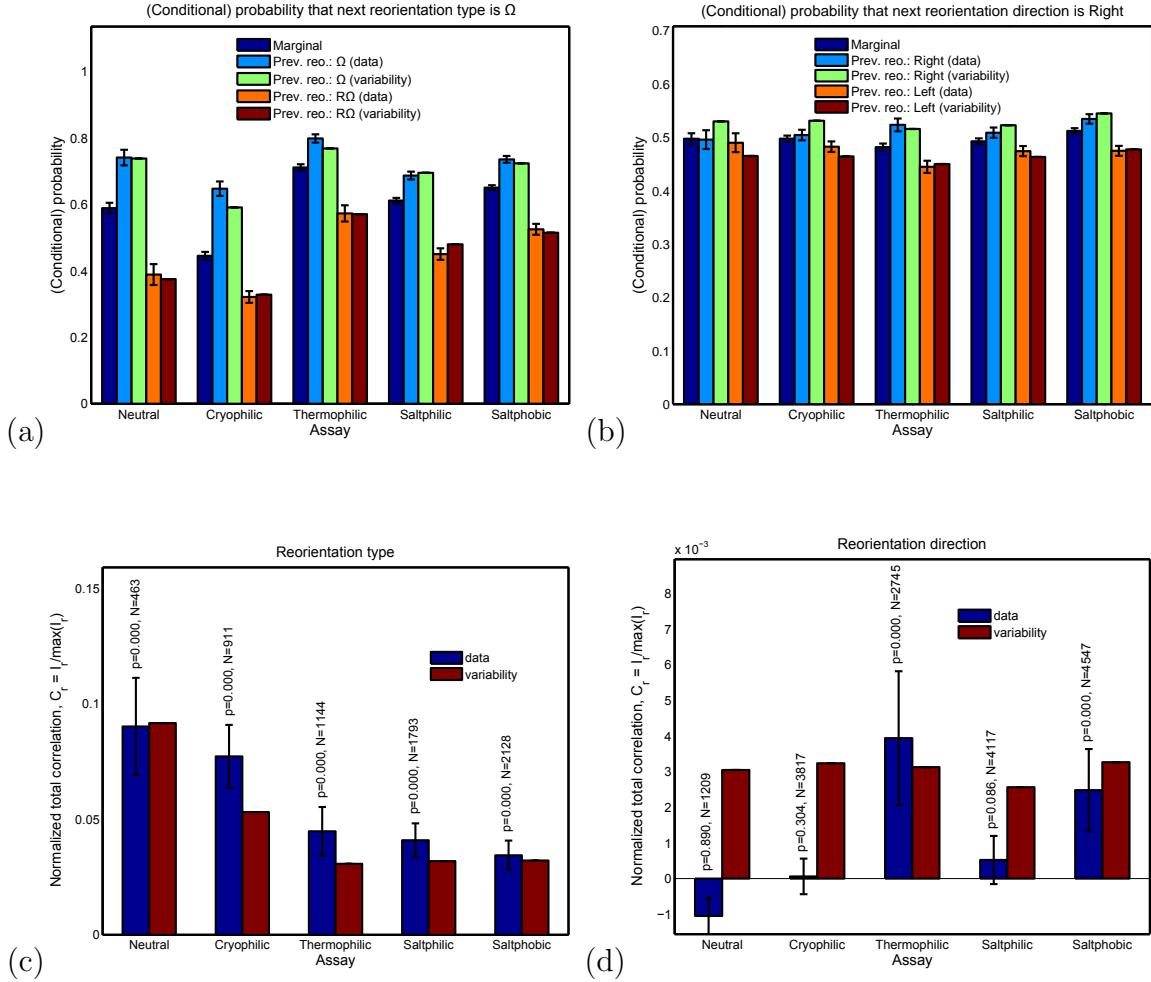 (Conditional) probability that next reorientation type is Ω
(Conditional) probability
1
0.8
0.6
0.4
0.2
0
Marginal
Prev. reo.: Ω (data)
Prev. reo.: Ω (variability)
Prev. reo.: RΩ (data)
Prev. reo.: RΩ (variability)
Neutral Cryophilic Thermophilic Saltphilic Saltphobic
Assay
(a)
(Conditional) probability that next reorientation direction is Right
(Conditional) probability
0.7
0.6
0.5
0.4
0.3
0.2
0.1
0
Marginal
Prev. reo.: Right (data)
Prev. reo.: Right (variability)
Prev. reo.: Left (data)
Prev. reo.: Left (variability)
Neutral Cryophilic Thermophilic Saltphilic Saltphobic
Assay
(b)
Reorientation type
Normalized total correlation, C_r = I_r/max(I_r)
0.15
0.1
0.05
0
p=0.000, N=463
p=0.000, N=911
p=0.000, N=1144
p=0.000, N=1793
p=0.000, N=2128
data
variability
Neutral Cryophilic Thermophilic Saltphilic Saltphobic
Assay
(c)
Reorientation direction
x 10⁻³
Normalized total correlation, C_r = I_r/max(I_r)
8
7
6
5
4
3
2
1
0
−1
p=0.890, N=1209
p=0.304, N=3817
p=0.000, N=2745
p=0.086, N=4117
p=0.000, N=4547
data
variability
Neutral Cryophilic Thermophilic Saltphilic Saltphobic
Assay
(d)